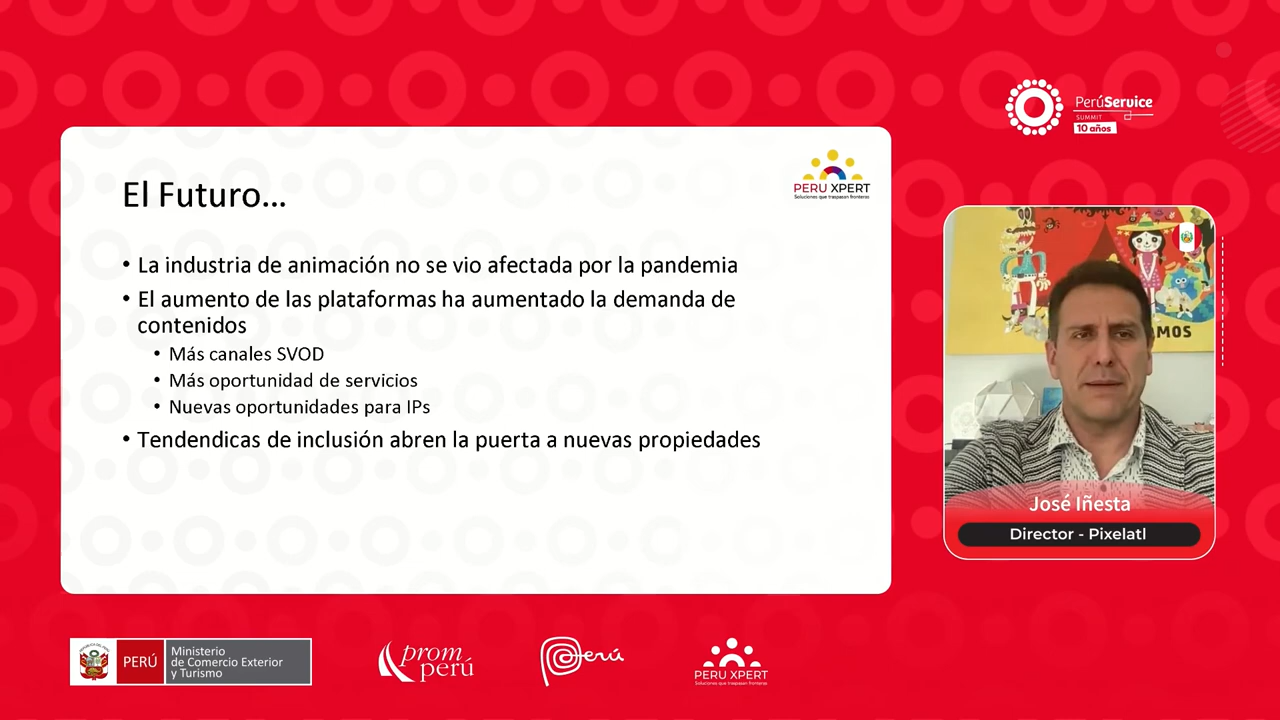 PerúService
SUMMIT
10 años
PERU XPERT
Soluciones que traspasan fronteras
El Futuro...
• La industria de animación no se vio afectada por la pandemia
• El aumento de las plataformas ha aumentado la demanda de
contenidos
• Más canales SVOD
• Más oportunidad de servicios
• Nuevas oportunidades para IPs
• Tendendicas de inclusión abren la puerta a nuevas propiedades
AMOS
José Iñesta
Director - Pixelatl
PERÚ
Ministerio
de Comercio Exterior
y Turismo
prom
perú
Perú
PERU XPERT
Soluciones que traspasan fronteras